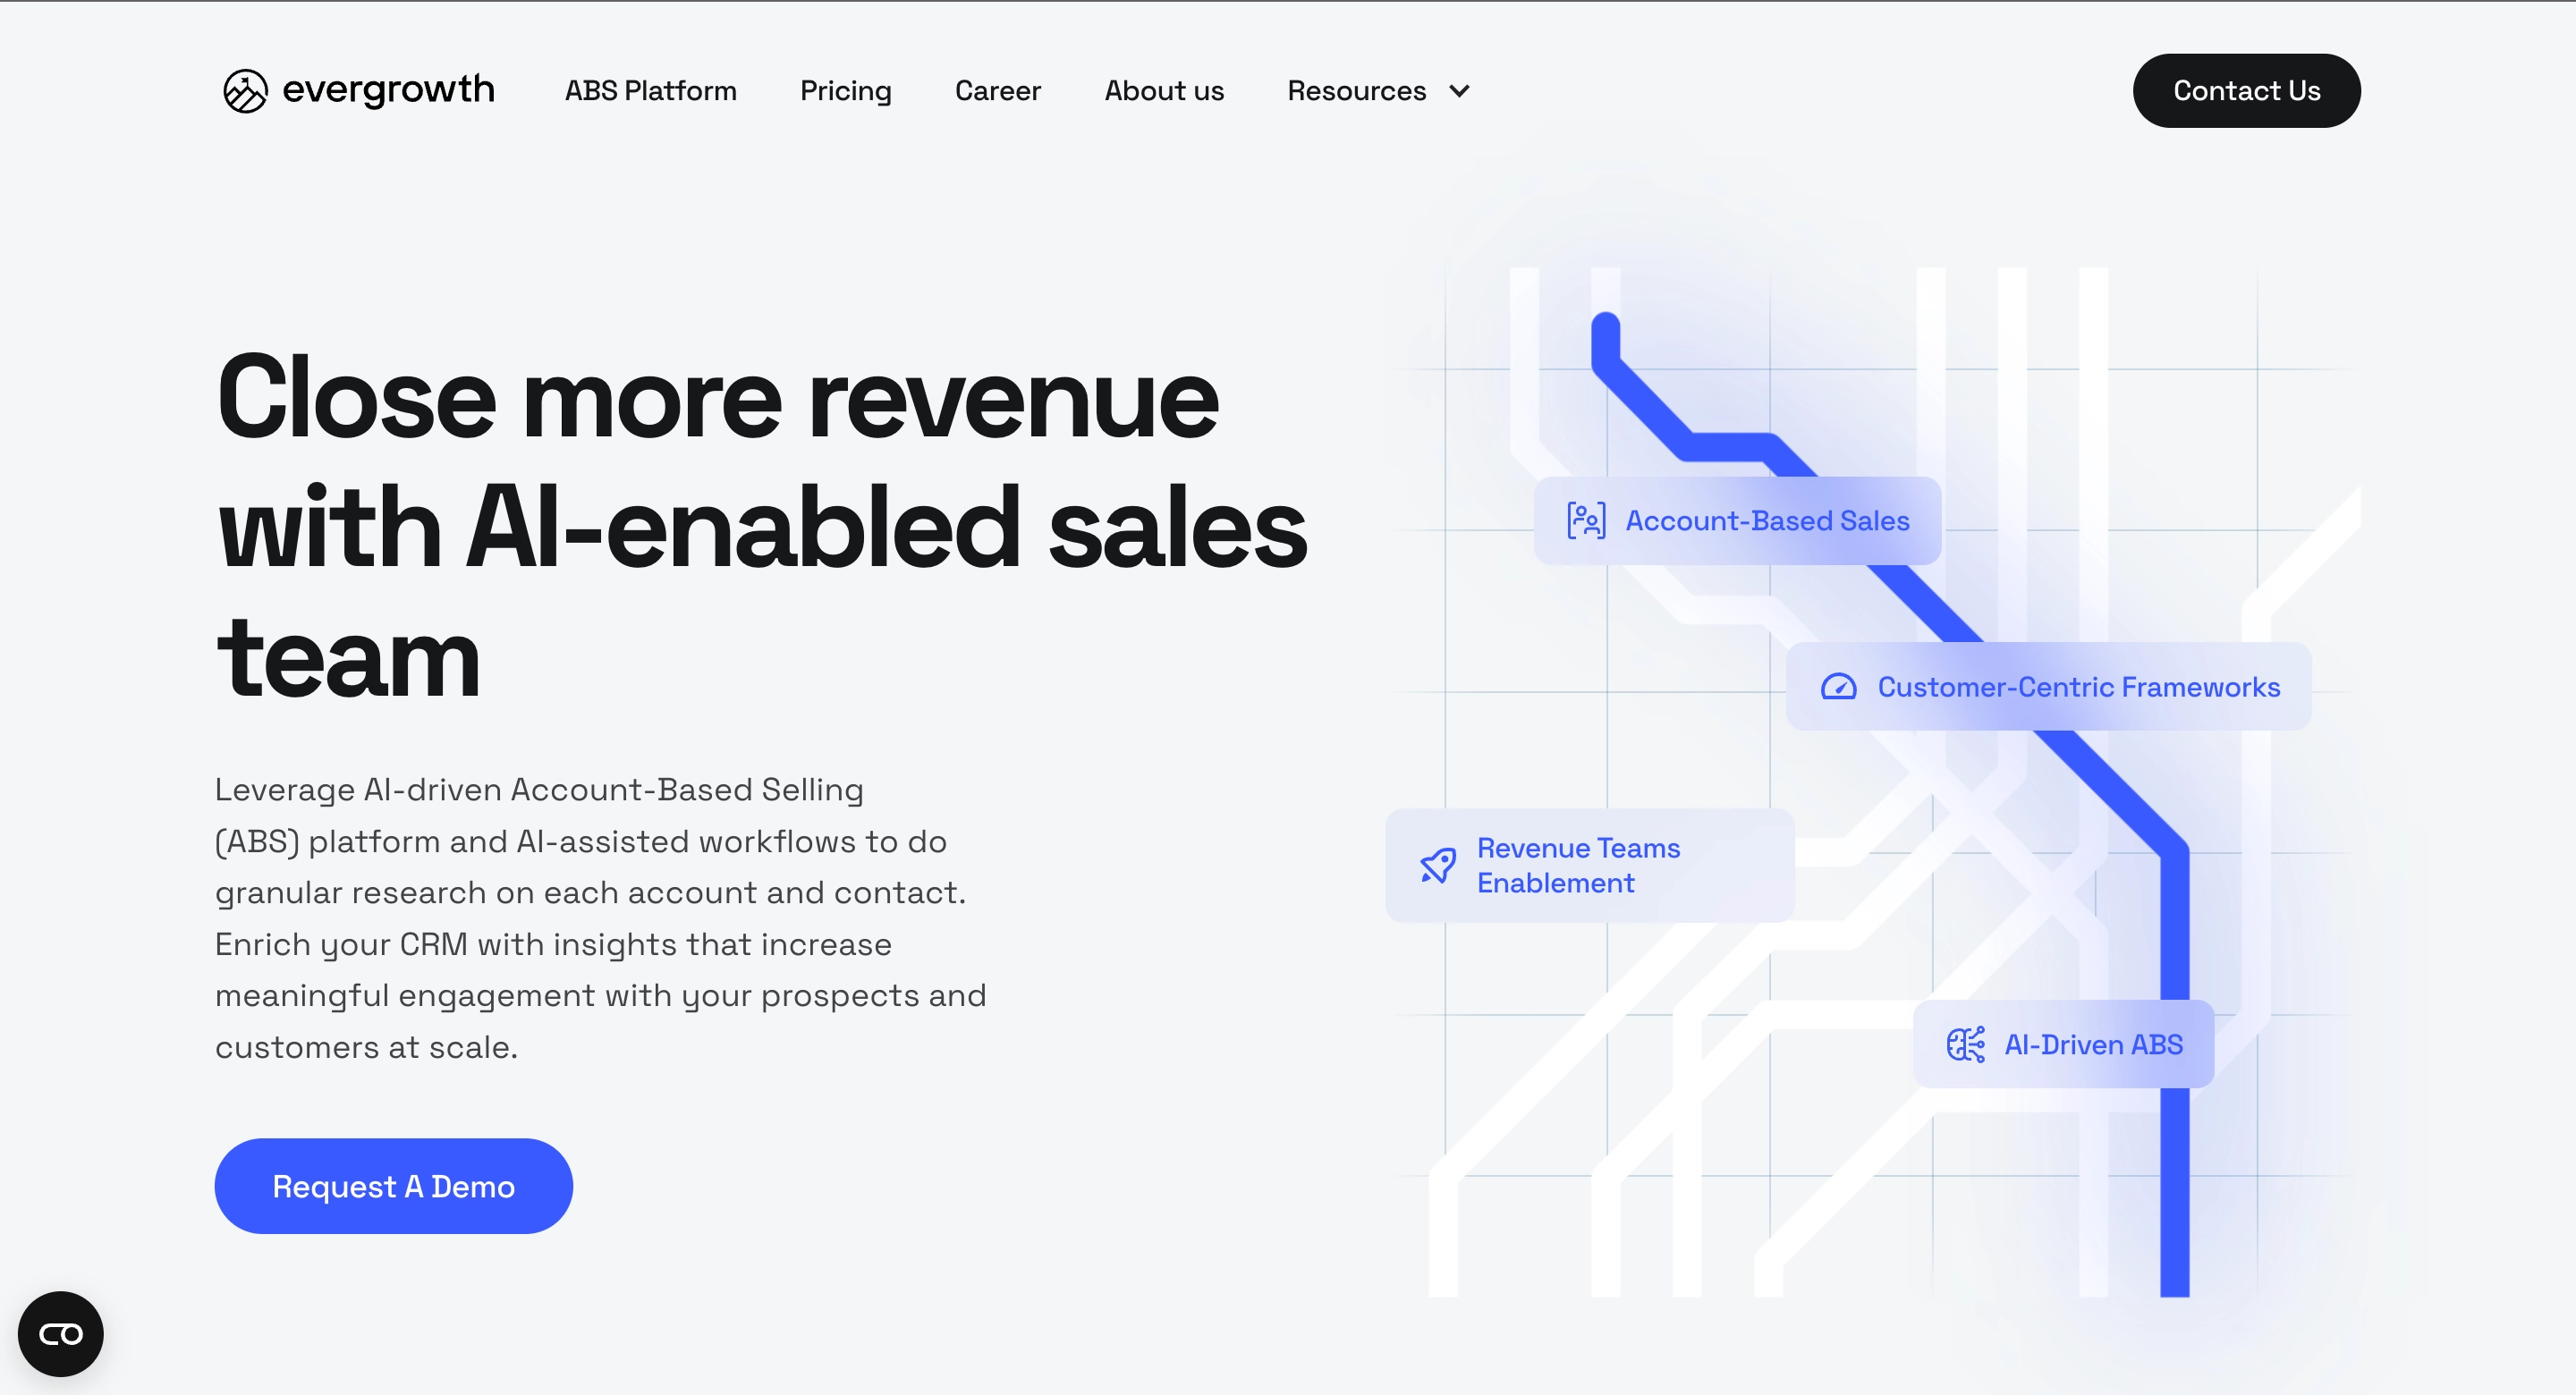 evergrowth
ABS Platform
Pricing
Career
About us
Resources
Contact Us
Close more revenue
with AI-enabled sales
team
Leverage AI-driven Account-Based Selling
(ABS) platform and AI-assisted workflows to do
granular research on each account and contact.
Enrich your CRM with insights that increase
meaningful engagement with your prospects and
customers at scale.
Request A Demo
Account-Based Sales
Customer-Centric Frameworks
Revenue Teams
Enablement
AI-Driven ABS